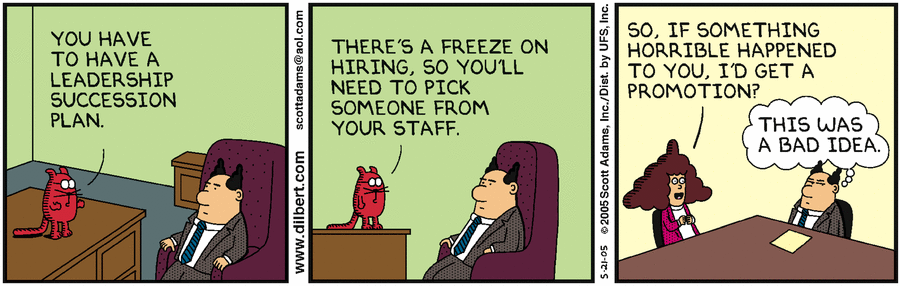 YOU HAVE
TO HAVE A
LEADERSHIP
SUCCESSION
PLAN.
www.dilbert.com
scottadams@aol.com
THERE'S A FREEZE ON
HIRING, SO YOU'LL
NEED TO PICK
SOMEONE FROM
YOUR STAFF.
5-21-05 © 2005 Scott Adams, Inc./Dist. by UFS, Inc.
SO, IF SOMETHING
HORRIBLE HAPPENED
TO YOU, I'D GET A
PROMOTION?
THIS WAS
A BAD IDEA.